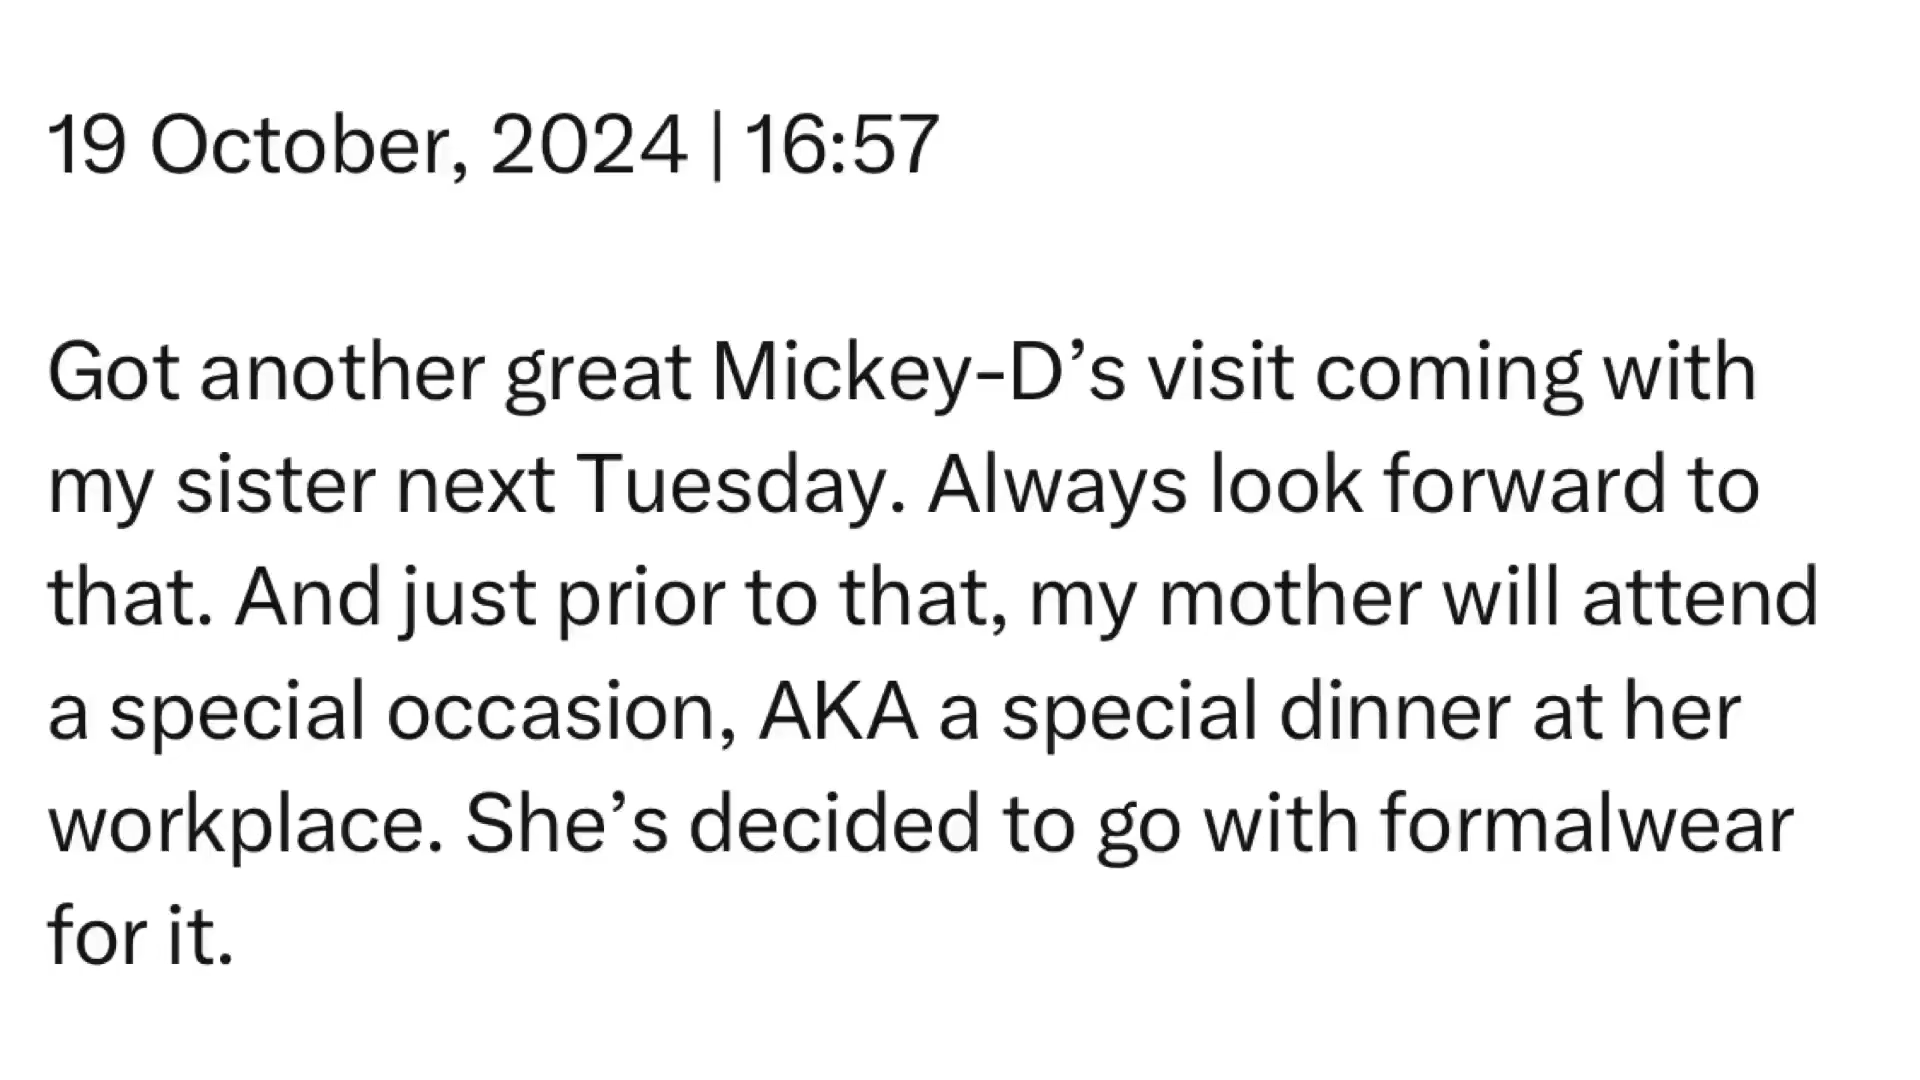 19 October, 2024 | 16:57
Got another great Mickey-D’s visit coming with
my sister next Tuesday. Always look forward to
that. And just prior to that, my mother will attend
a special occasion, AKA a special dinner at her
workplace. She’s decided to go with formalwear
for it.